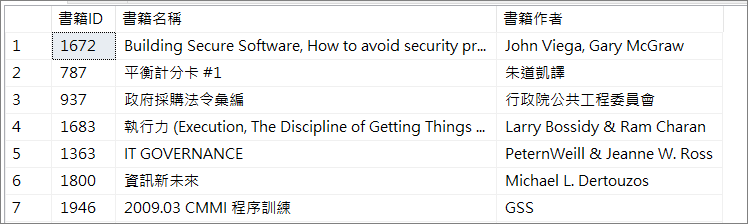 書籍ID 書籍名稱 書籍作者
1 1672 Building Secure Software, How to avoid security pr... John Viega, Gary McGraw
2 787 平衡計分卡 #1 朱道凱譯
3 937 政府採購法令彙編 行政院公共工程委員會
4 1683 執行力 (Execution, The Discipline of Getting Things ... Larry Bossidy & Ram Charan
5 1363 IT GOVERNANCE PeternWeill & Jeanne W. Ross
6 1800 資訊新未來 Michael L. Dertouzos
7 1946 2009.03 CMMI 程序訓練 GSS